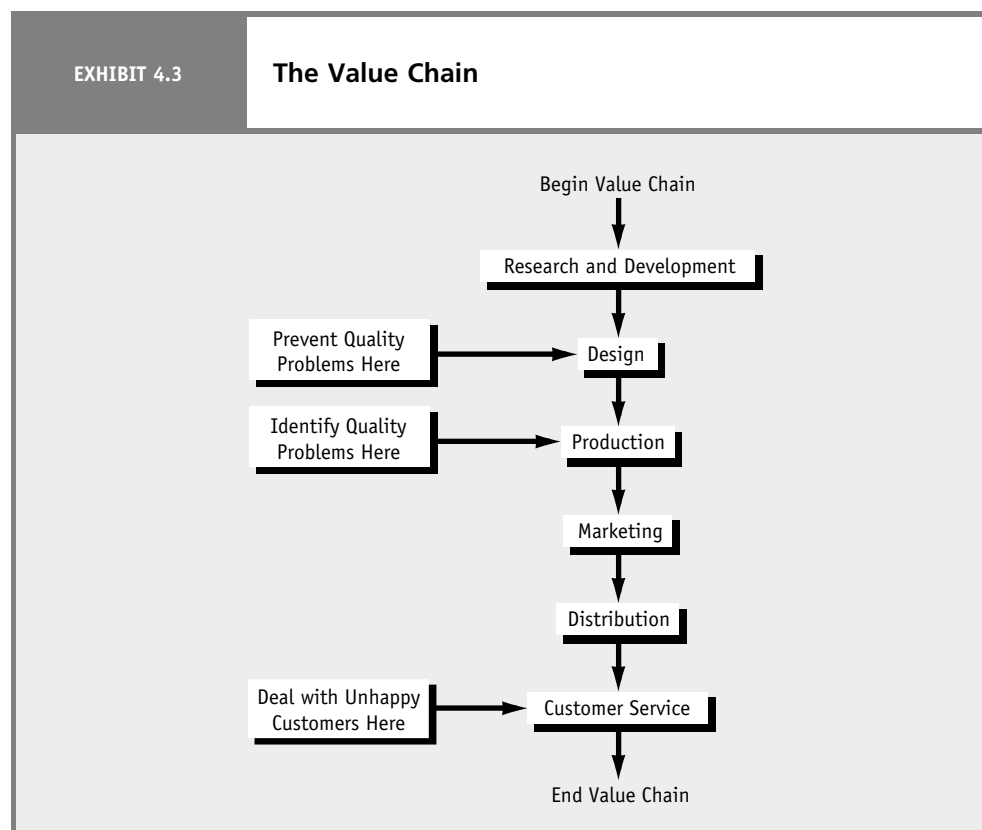 EXHIBIT 4.3
The Value Chain
Begin Value Chain
Research and Development
Prevent Quality
Problems Here
Design
Identify Quality
Problems Here
Production
Marketing
Distribution
Deal with Unhappy
Customers Here
Customer Service
End Value Chain